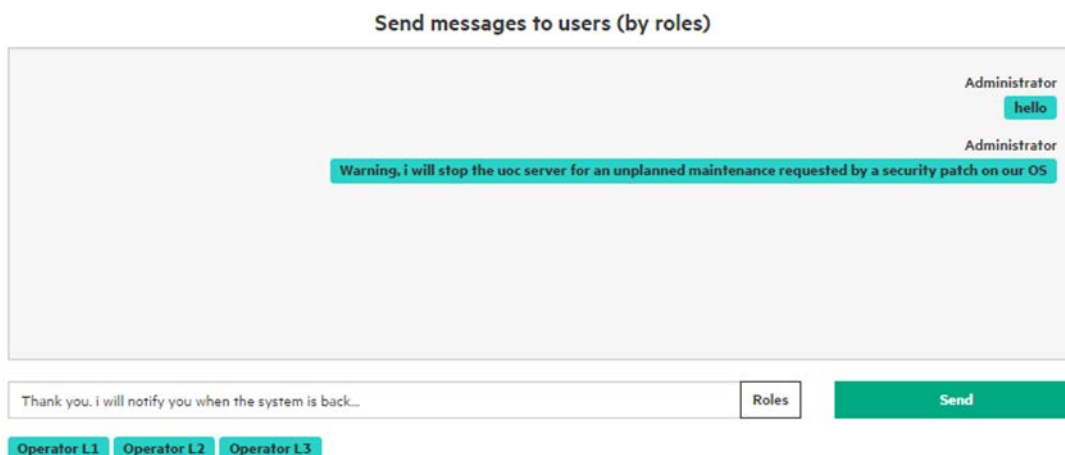 Send messages to users (by roles)
Administrator
hello
Administrator
Warning, i will stop the uoc server for an unplanned maintenance requested by a security patch on our OS
Thank you. i will notify you when the system is back...
Roles
Send
Operator L1 Operator L2 Operator L3